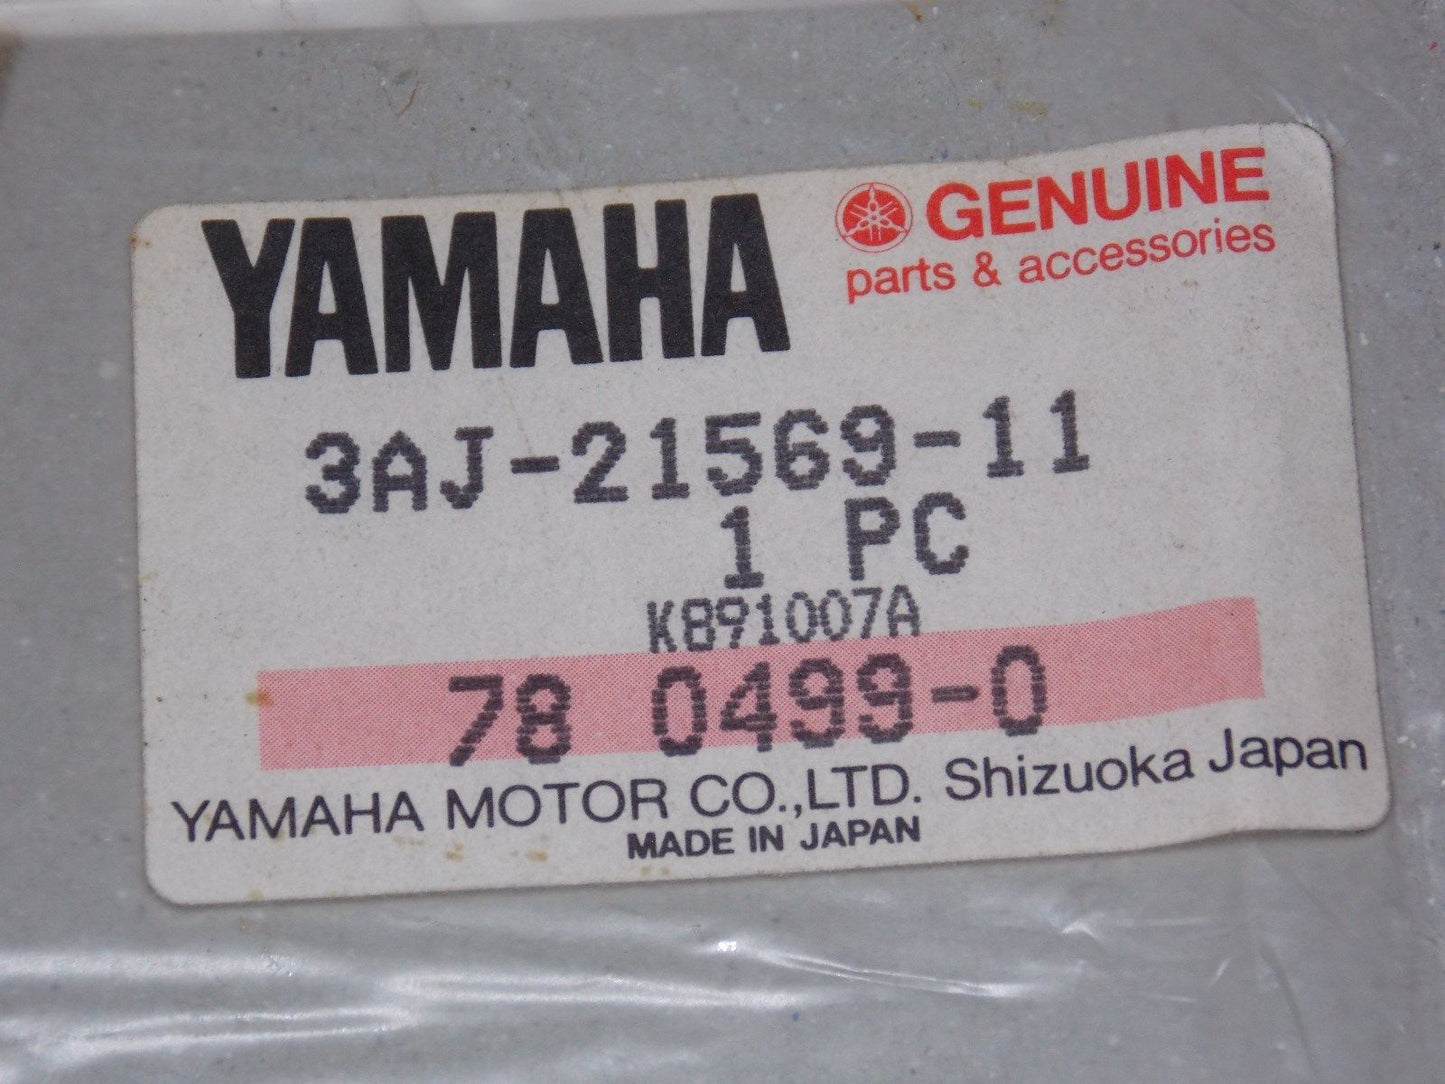 YAMAHA
GENUINE
parts & accessories
3AJ-21569-11
1 PC
K891007A
78 0499-0
YAMAHA MOTOR CO.,LTD. Shizuoka Japan
MADE IN JAPAN